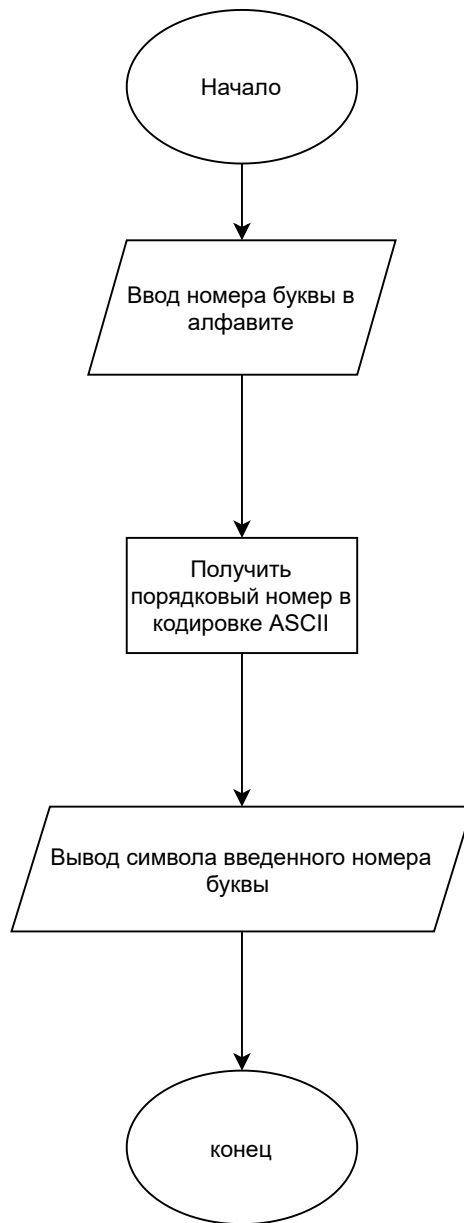 Начало
Ввод номера буквы в
алфавите
Получить
порядковый номер в
кодировке ASCII
Вывод символа введенного номера
буквы
конец